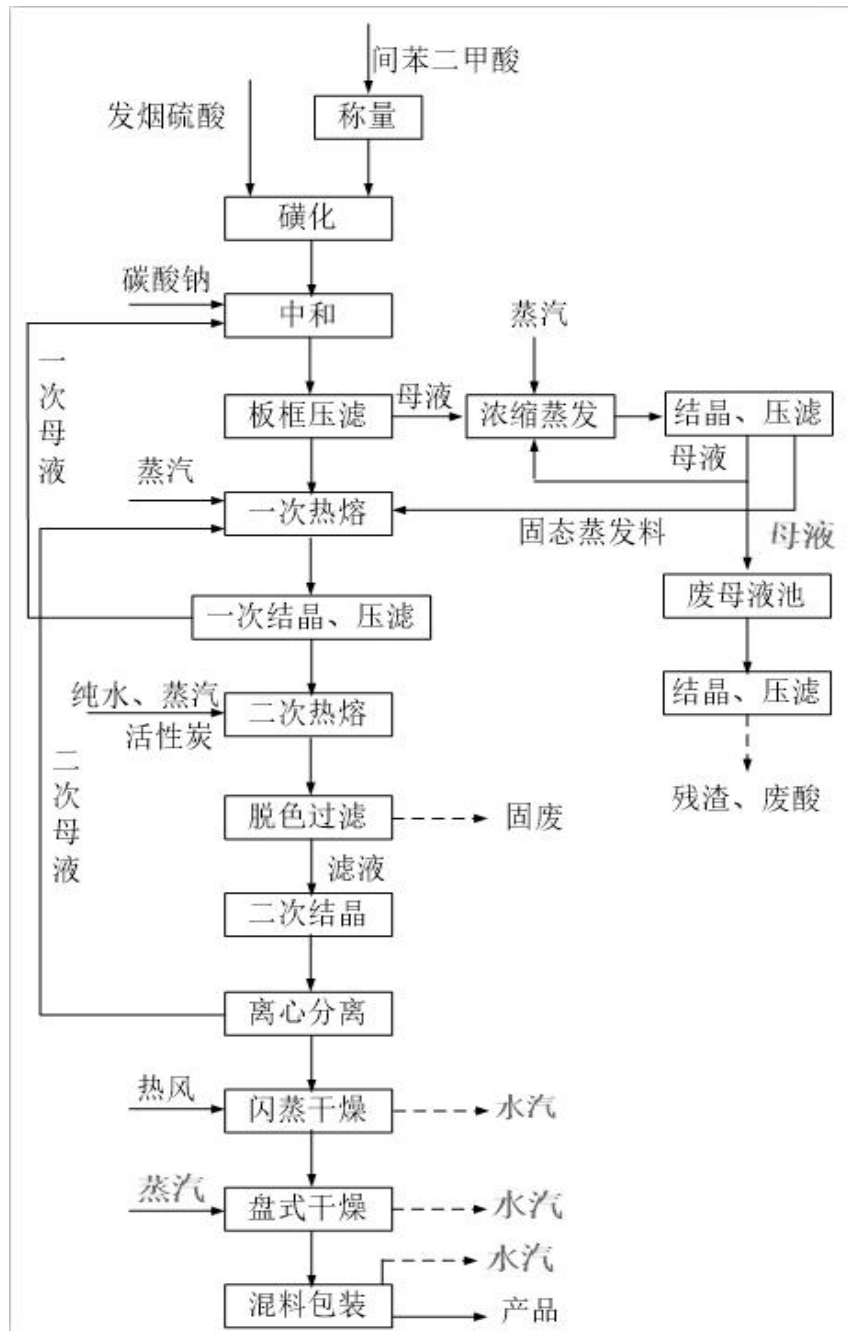 间苯二甲酸
发烟硫酸
称量
磺化
碳酸钠
中和
蒸汽
一次母液
板框压滤
母液
浓缩蒸发
结晶、压滤
母液
蒸汽
一次热熔
固态蒸发料
母液
废母液池
一次结晶、压滤
结晶、压滤
纯水、蒸汽
活性炭
二次热熔
残渣、废酸
二次母液
脱色过滤
固废
滤液
二次结晶
离心分离
热风
闪蒸干燥
水汽
蒸汽
盘式干燥
水汽
水汽
混料包装
产品